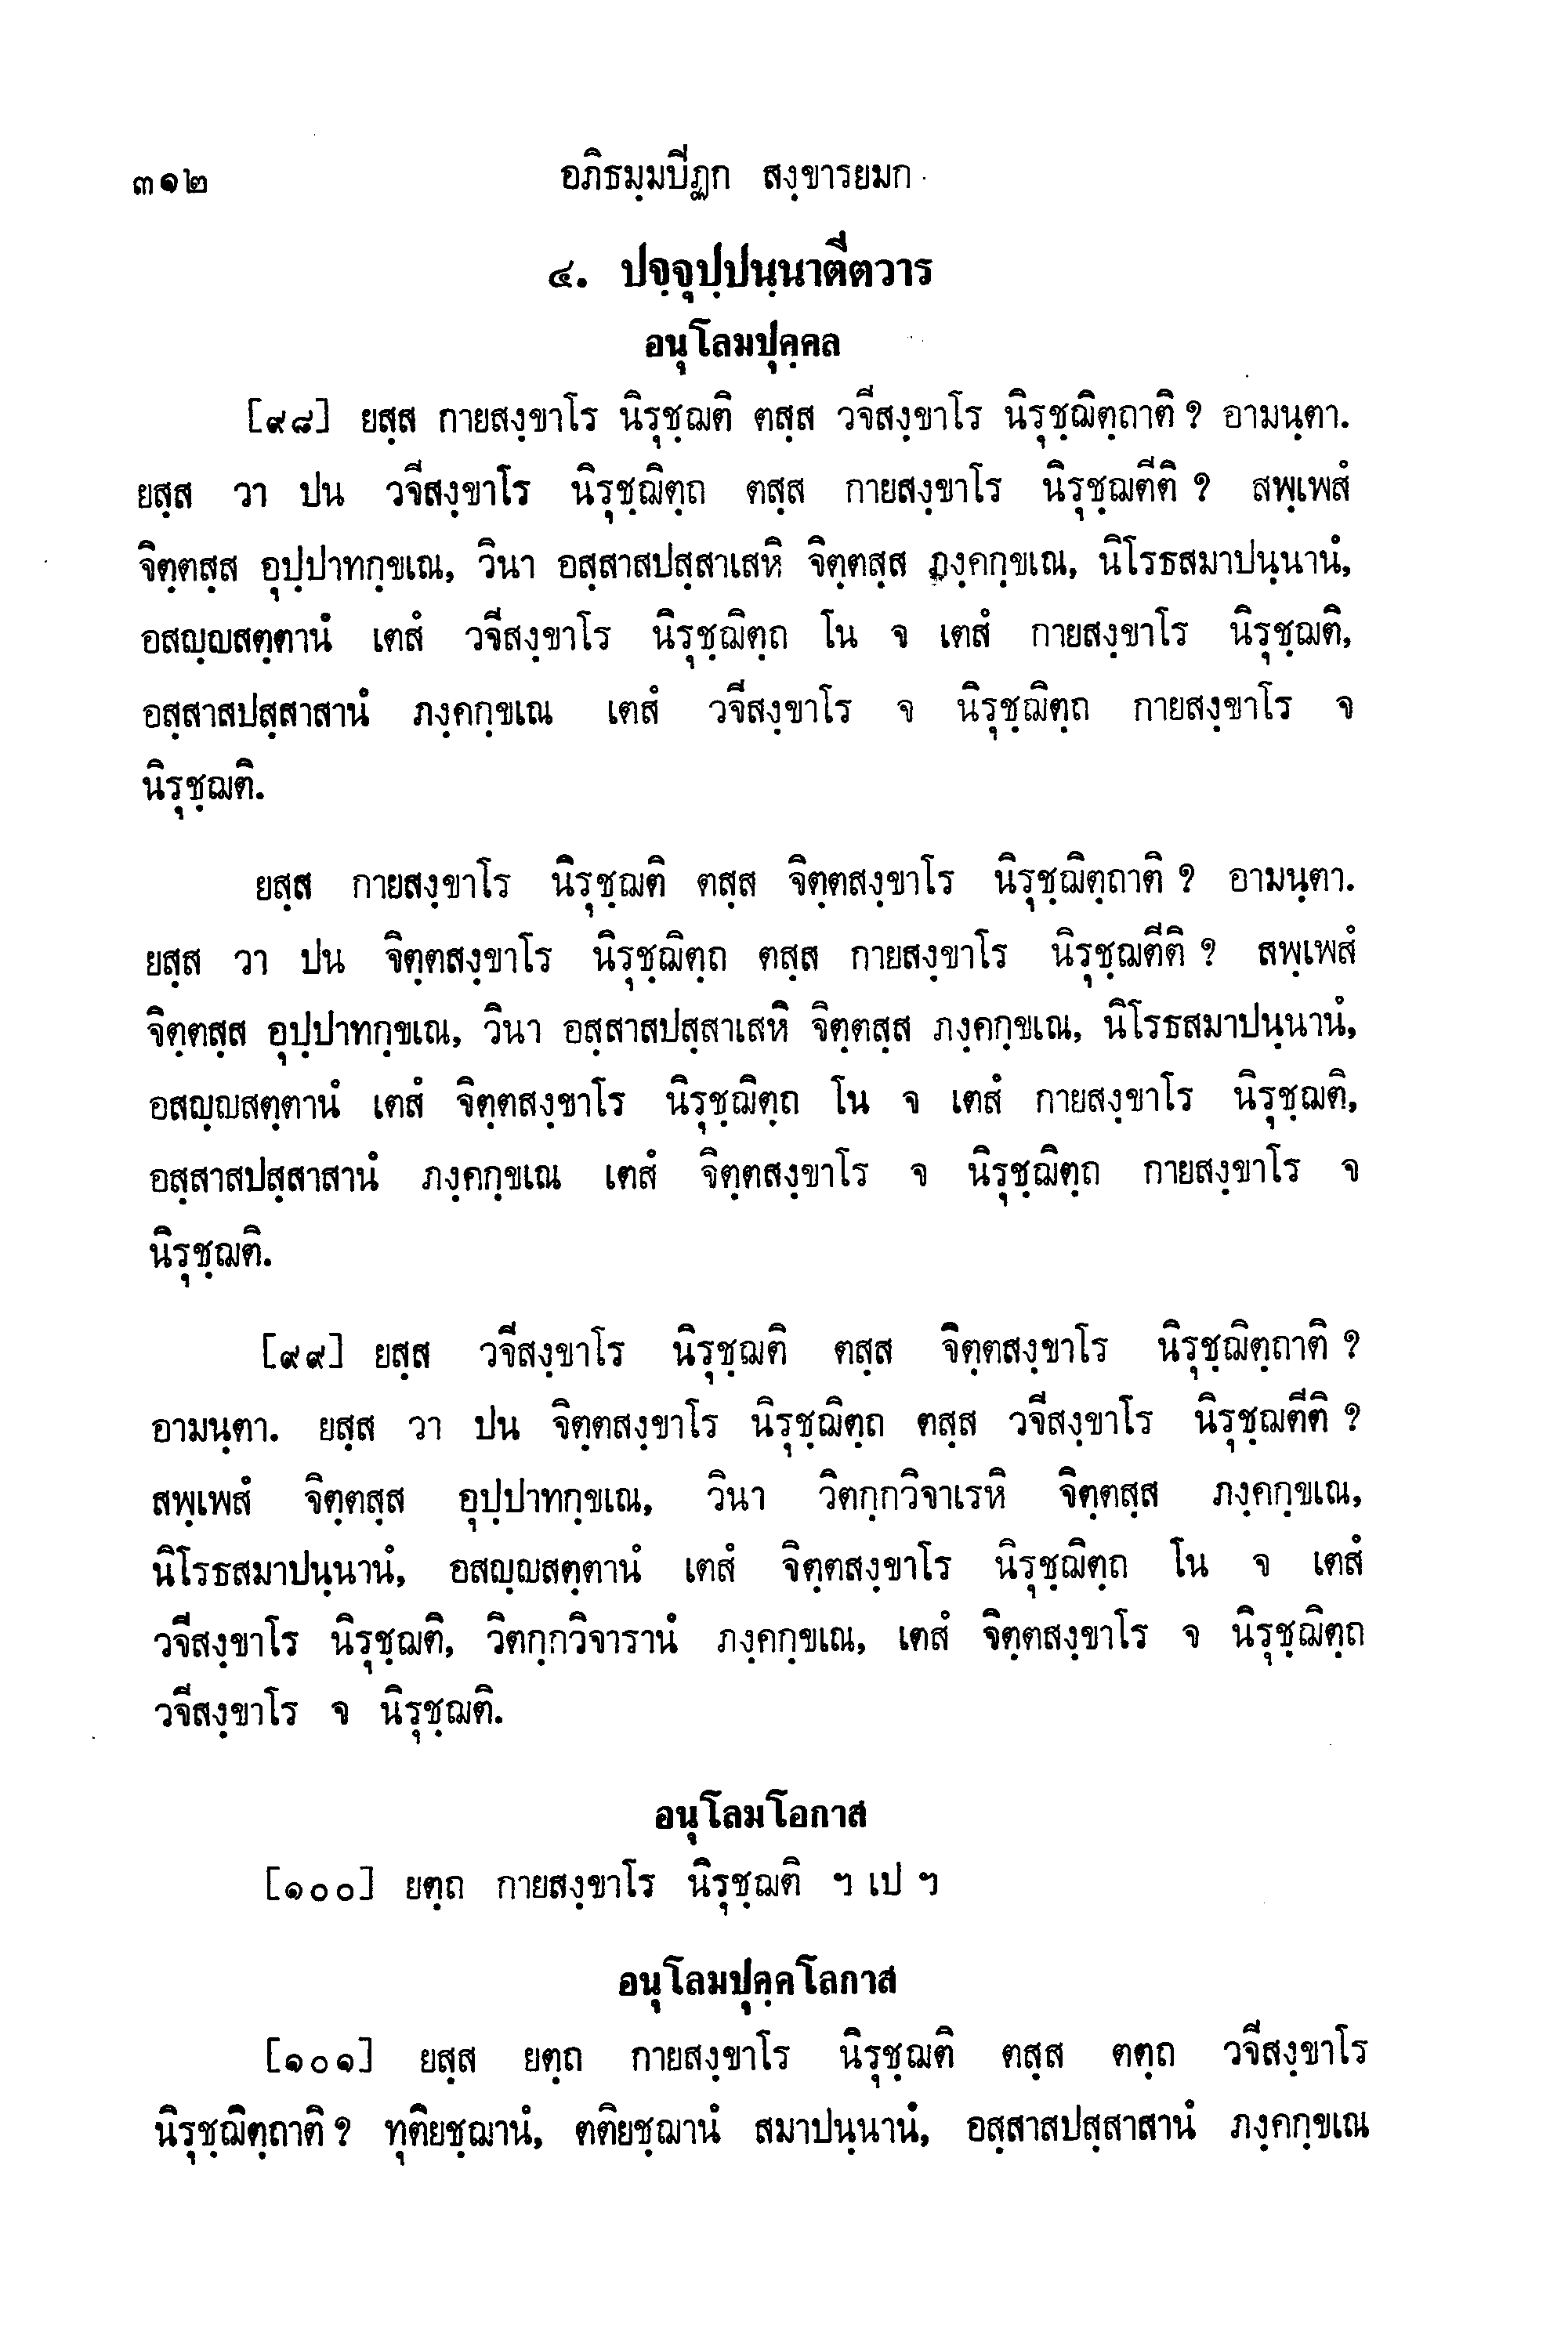 ๓๑๒ อภิธมฺมปีฏก สงฺขารยมก
๔. ปจฺจุปฺปนฺนาตีตวาร
อนุโลมปุคฺคล
[๙๘] ยสฺส กายสงฺขาโร นิรุชฺฌติ ตสฺส วจีสงฺขาโร นิรุชฺฌิตฺถาติ ? อามนฺตา.
ยสฺส วา ปน วจีสงฺขาโร นิรุชฺฌิตฺถ ตสฺส กายสงฺขาโร นิรุชฺฌตีติ ? สพฺเพสํ
จิตฺตสฺส อุปฺปาทกฺขเณ, วินา อสฺสาสปสฺสาเสหิ จิตฺตสฺส ภงฺคกฺขเณ, นิโรธสมาปนฺนานํ,
อสญฺญสตฺตานํ เตสํ วจีสงฺขาโร นิรุชฺฌิตฺถ โน จ เตสํ กายสงฺขาโร นิรุชฺฌติ,
อสฺสาสปสฺสาสานํ ภงฺคกฺขเณ เตสํ วจีสงฺขาโร จ นิรุชฺฌิตฺถ กายสงฺขาโร จ
นิรุชฺฌติ.
ยสฺส กายสงฺขาโร นิรุชฺฌติ ตสฺส จิตฺตสงฺขาโร นิรุชฺฌิตฺถาติ ? อามนฺตา.
ยสฺส วา ปน จิตฺตสงฺขาโร นิรุชฺฌิตฺถ ตสฺส กายสงฺขาโร นิรุชฺฌตีติ ? สพฺเพสํ
จิตฺตสฺส อุปฺปาทกฺขเณ, วินา อสฺสาสปสฺสาเสหิ จิตฺตสฺส ภงฺคกฺขเณ, นิโรธสมาปนฺนานํ,
อสญฺญสตฺตานํ เตสํ จิตฺตสงฺขาโร นิรุชฺฌิตฺถ โน จ เตสํ กายสงฺขาโร นิรุชฺฌติ,
อสฺสาสปสฺสาสานํ ภงฺคกฺขเณ เตสํ จิตฺตสงฺขาโร จ นิรุชฺฌิตฺถ กายสงฺขาโร จ
นิรุชฺฌติ.
[๙๙] ยสฺส วจีสงฺขาโร นิรุชฺฌติ ตสฺส จิตฺตสงฺขาโร นิรุชฺฌิตฺถาติ ?
อามนฺตา. ยสฺส วา ปน จิตฺตสงฺขาโร นิรุชฺฌิตฺถ ตสฺส วจีสงฺขาโร นิรุชฺฌตีติ ?
สพฺเพสํ จิตฺตสฺส อุปฺปาทกฺขเณ, วินา วิตกฺกวิจาเรหิ จิตฺตสฺส ภงฺคกฺขเณ,
นิโรธสมาปนฺนานํ, อสญฺญสตฺตานํ เตสํ จิตฺตสงฺขาโร นิรุชฺฌิตฺถ โน จ เตสํ
วจีสงฺขาโร นิรุชฺฌติ, วิตกฺกวิจารานํ ภงฺคกฺขเณ, เตสํ จิตฺตสงฺขาโร จ นิรุชฺฌิตฺถ
วจีสงฺขาโร จ นิรุชฺฌติ.
อนุโลมโอกาส
[๑๐๐] ยตฺถ กายสงฺขาโร นิรุชฺฌติ ฯ เป ฯ
อนุโลมปุคฺคโลกาส
[๑๐๑] ยสฺส ยตฺถ กายสงฺขาโร นิรุชฺฌติ ตสฺส ตตฺถ วจีสงฺขาโร
นิรุชฺฌิตฺถาติ ? ทุติยชฺฌานํ, ตติยชฺฌานํ สมาปนฺนานํ, อสฺสาสปสฺสาสานํ ภงฺคกฺขเณ